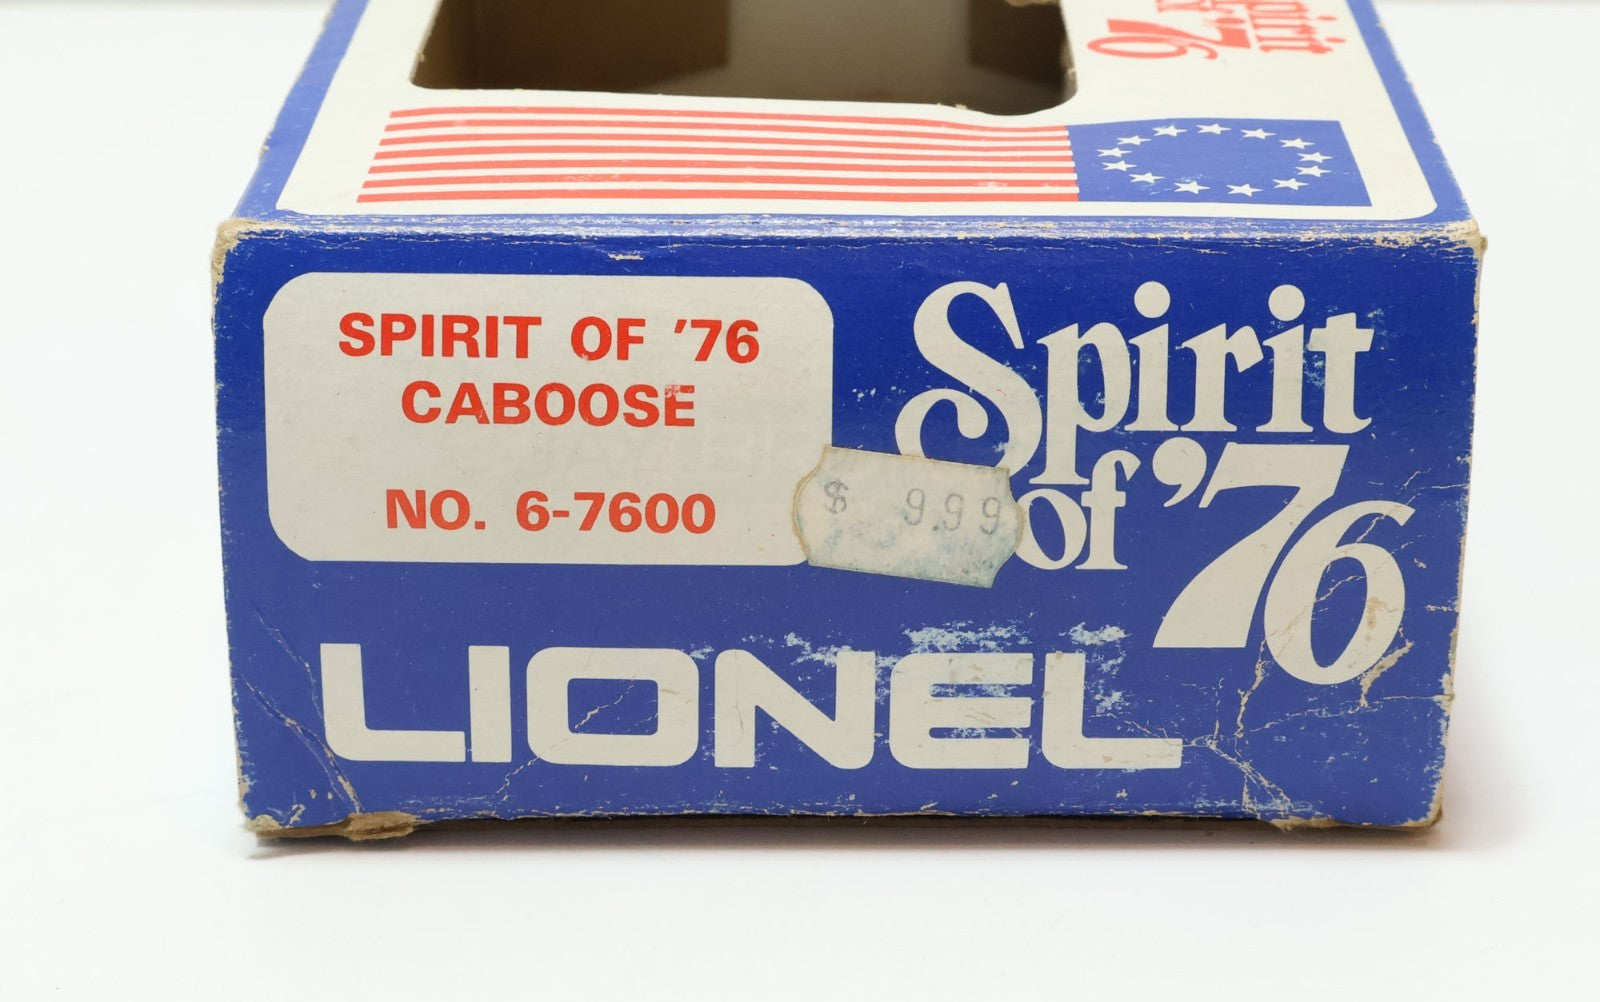 Spirit
of '76
SPIRIT OF '76
CABOOSE
NO. 6-7600
$ 9.99
Spirit
of '76
LIONEL